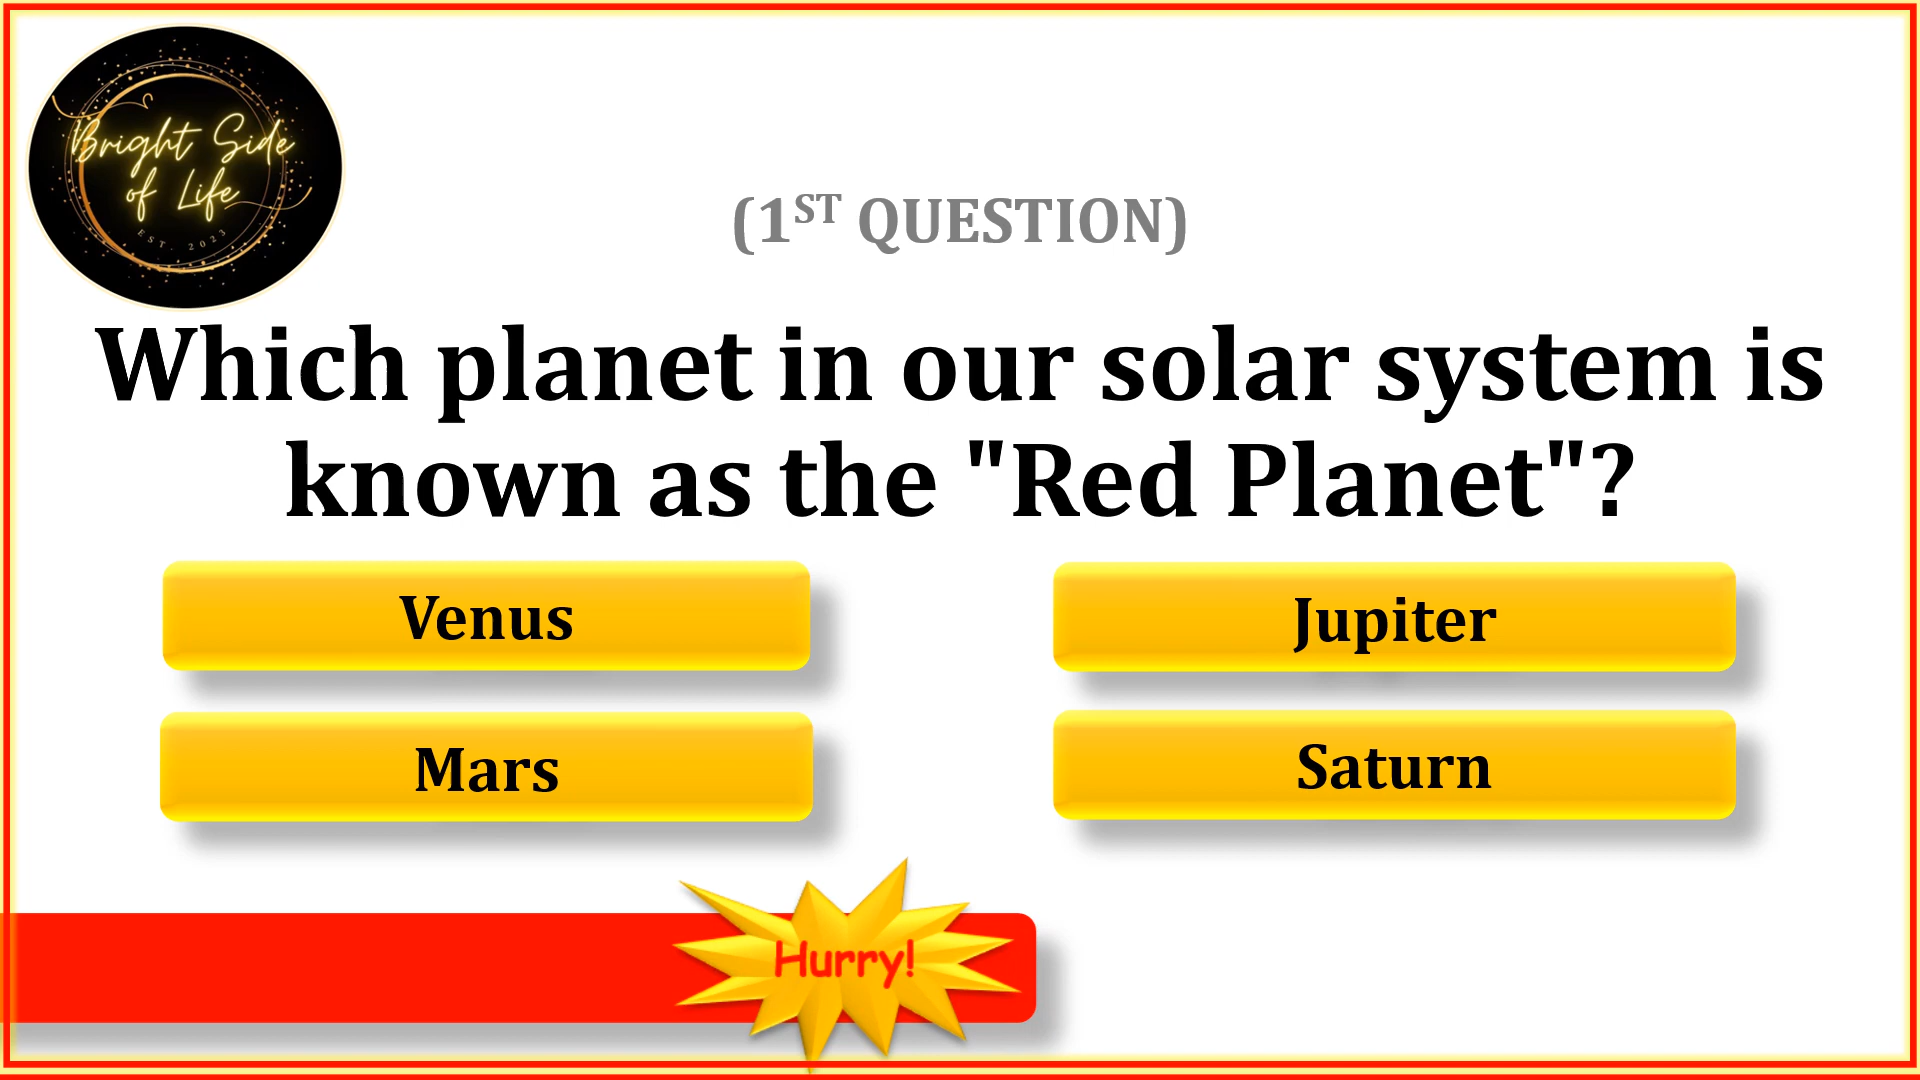 Bright Side
of Life
EST. 2023
(1ST QUESTION)
Which planet in our solar system is
known as the "Red Planet"?
Venus
Jupiter
Mars
Saturn
Hurry!